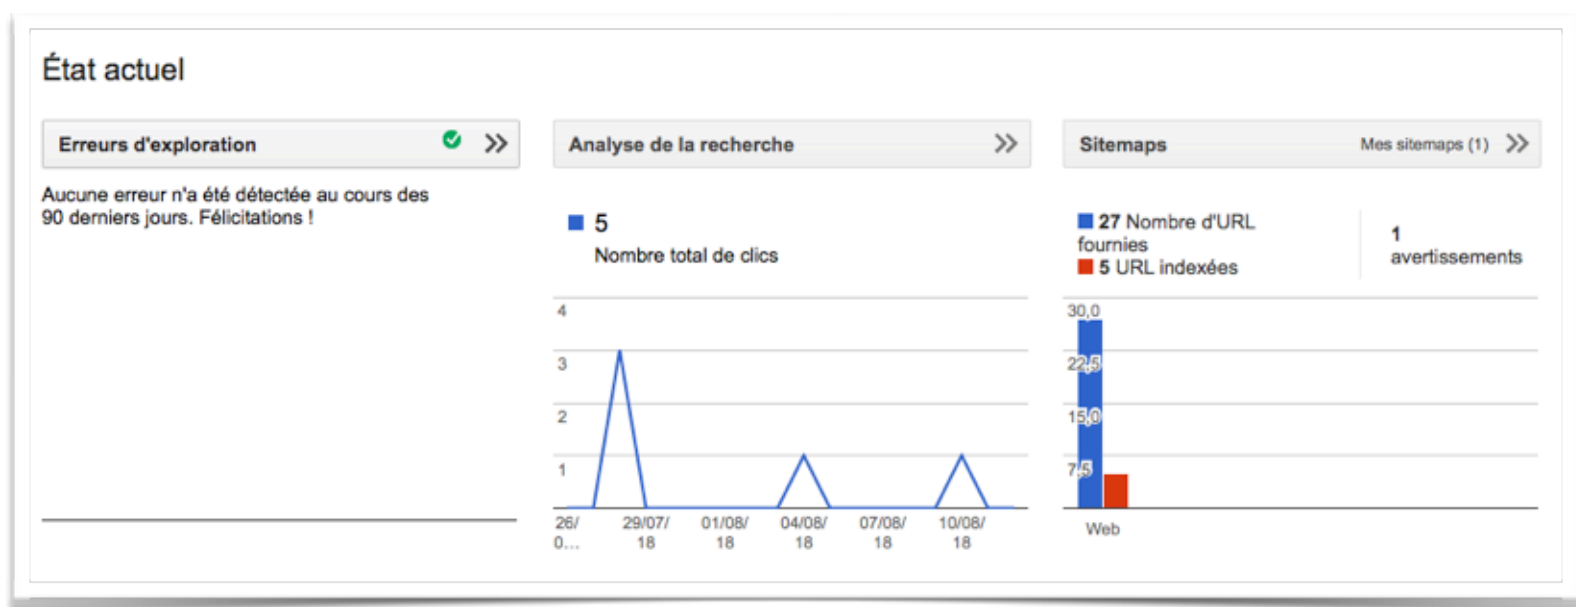 État actuel
Erreurs d'exploration
Aucune erreur n'a été détectée au cours des
90 derniers jours. Félicitations !
Analyse de la recherche
5
Nombre total de clics
4
3
2
1
26/
0...
29/07/
18
01/08/
18
04/08/
18
07/08/
18
10/08/
18
Sitemaps
Mes sitemaps (1)
27 Nombre d'URL
fournies
5 URL indexées
1
avertissements
30,0
22,5
15,0
7,5
Web